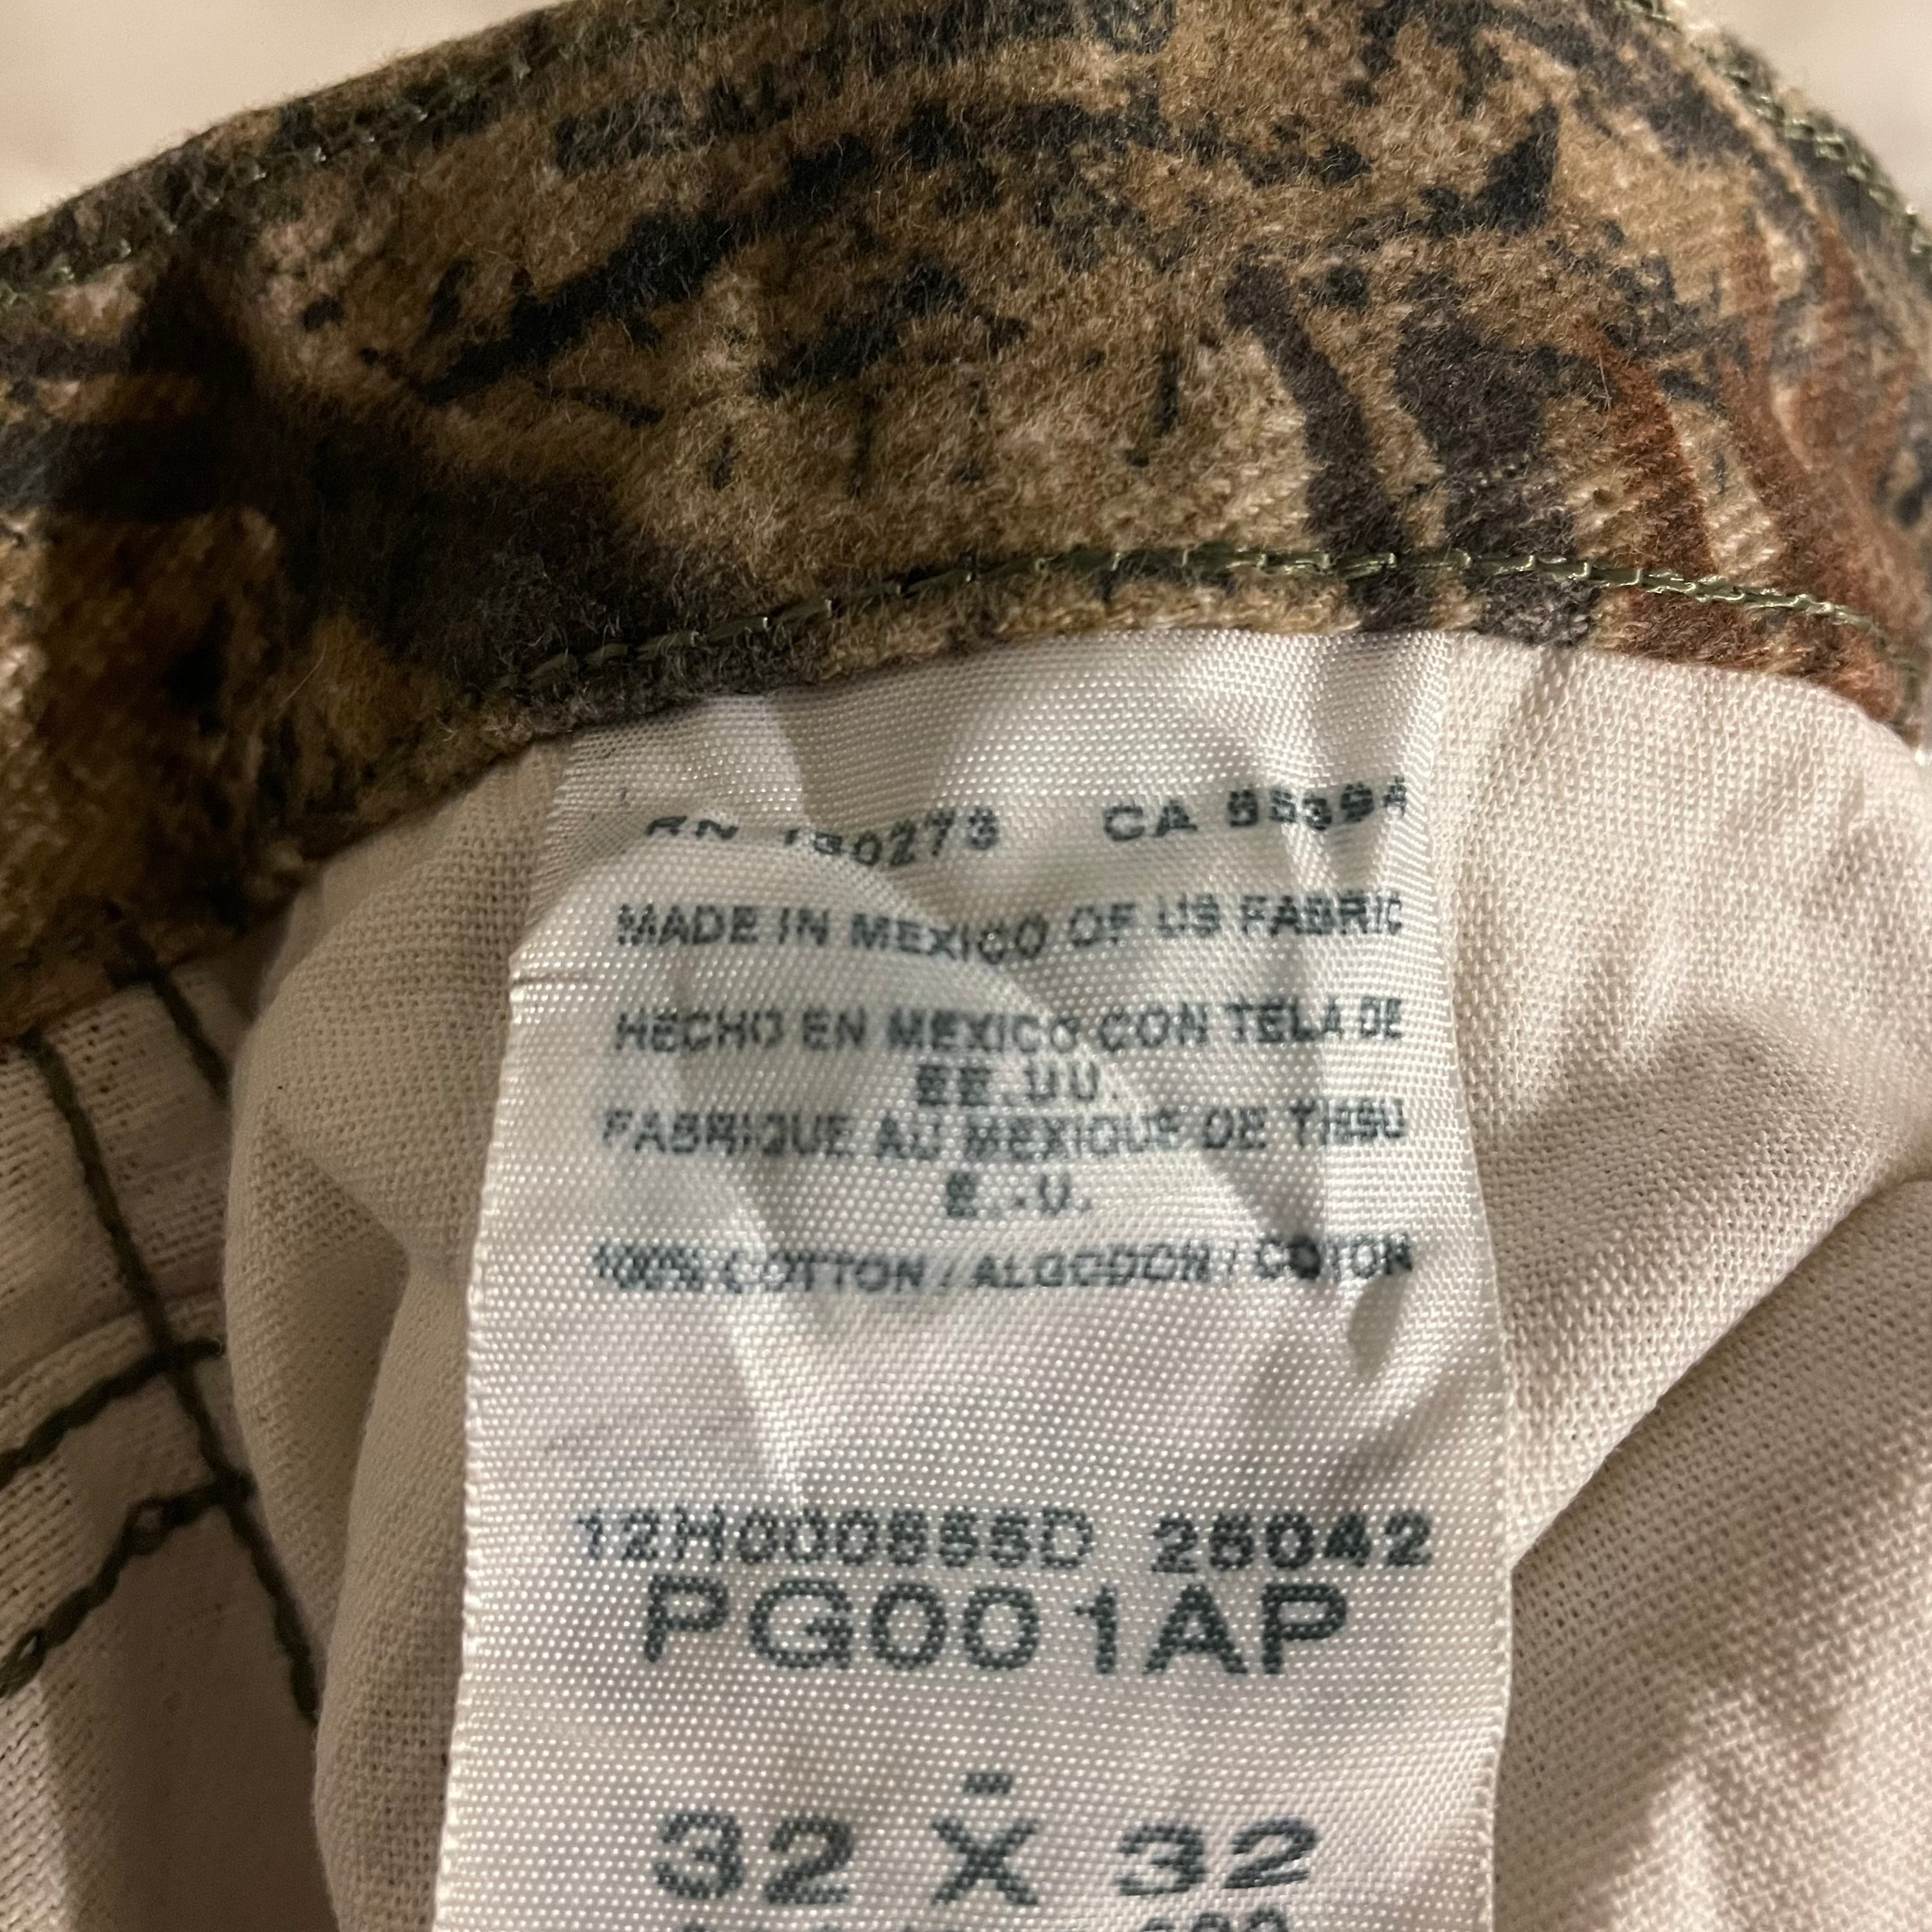 RN 130273 CA 55394
MADE IN MEXICO OF US FABRIC
HECHO EN MEXICO CON TELA DE
EE.UU.
FABRIQUE AU MEXIQUE DE TISSU
E.-U.
100% COTTON / ALGODON / COTON
12H000555D 25042
PG001AP
-
32 X 32